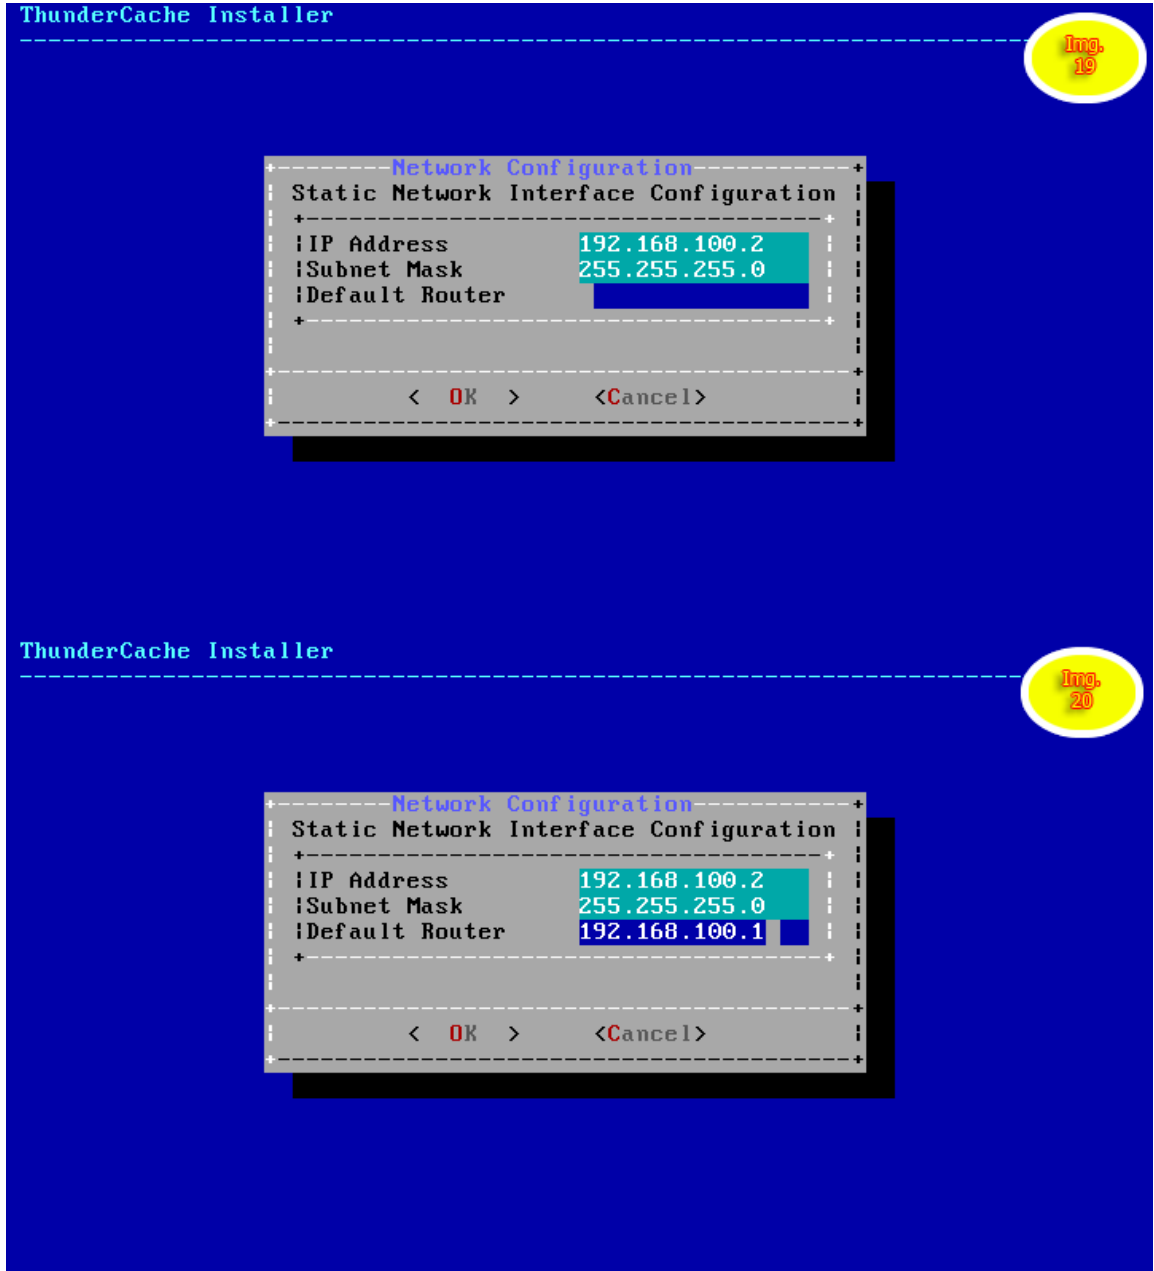 ThunderCache Installer
Img.
19
Network Configuration
Static Network Interface Configuration
IP Address 192.168.100.2
Subnet Mask 255.255.255.0
Default Router
< OK > <Cancel>
ThunderCache Installer
Img.
20
Network Configuration
Static Network Interface Configuration
IP Address 192.168.100.2
Subnet Mask 255.255.255.0
Default Router 192.168.100.1
< OK > <Cancel>